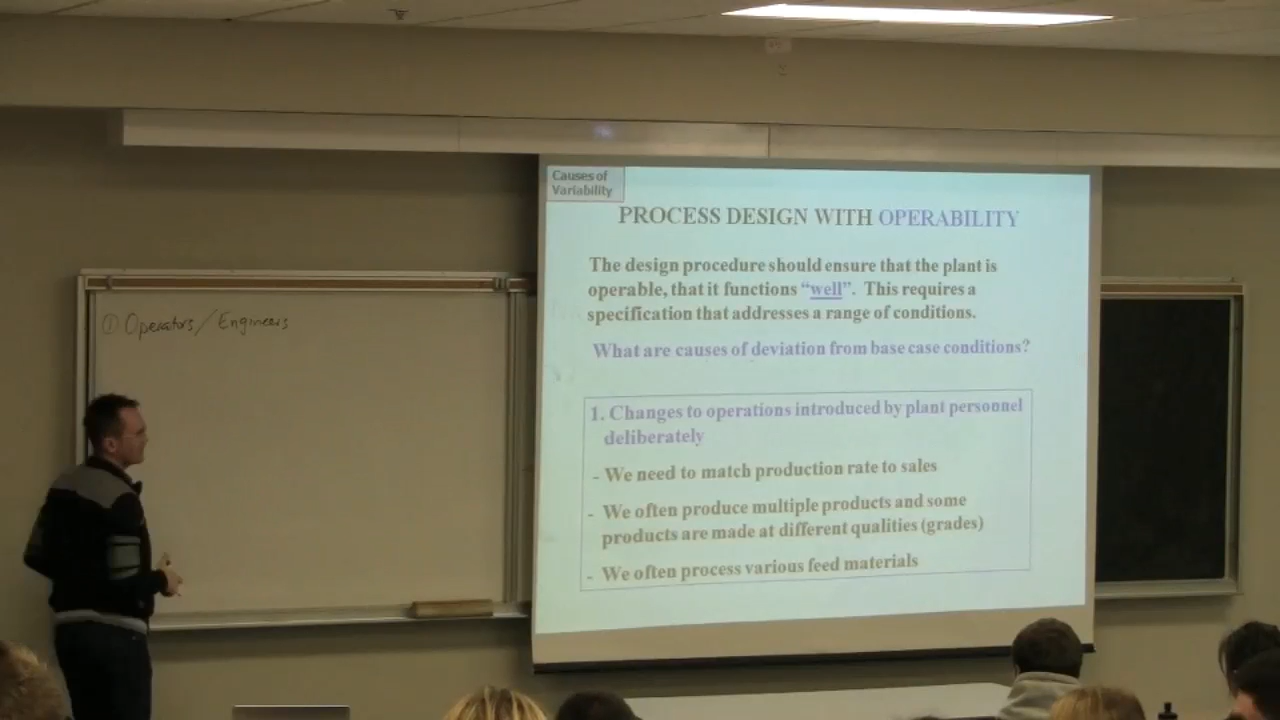 ① Operators/Engineers
Causes of
Variability
PROCESS DESIGN WITH OPERABILITY
The design procedure should ensure that the plant is
operable, that it functions “well”. This requires a
specification that addresses a range of conditions.
What are causes of deviation from base case conditions?
1. Changes to operations introduced by plant personnel
deliberately
- We need to match production rate to sales
- We often produce multiple products and some
products are made at different qualities (grades)
- We often process various feed materials